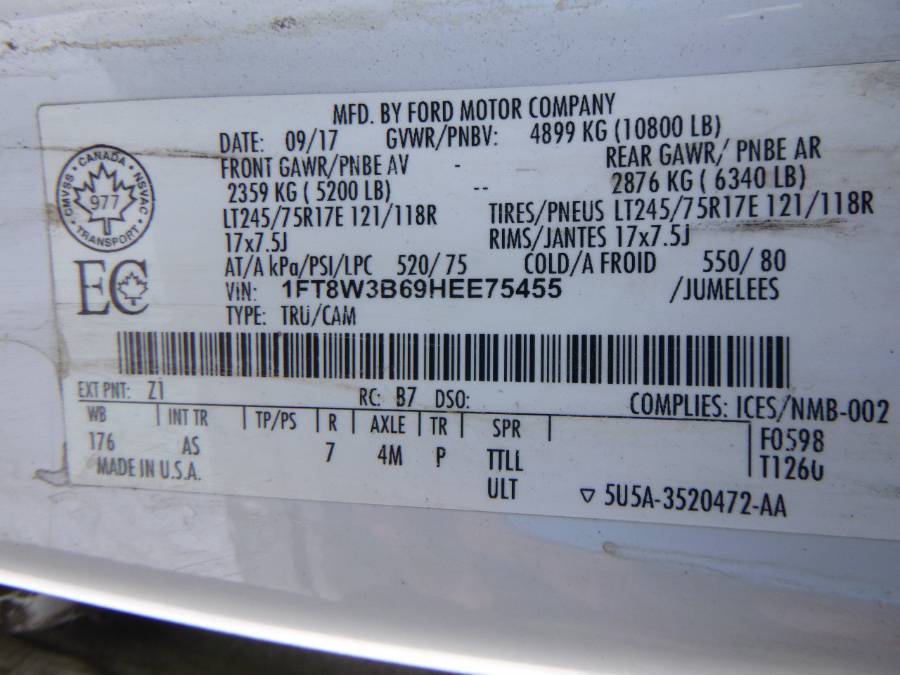 MFD. BY FORD MOTOR COMPANY
DATE: 09/17 GVWR/PNBV: 4899 KG (10800 LB)
FRONT GAWR/PNBE AV - REAR GAWR/ PNBE AR
2359 KG ( 5200 LB) -- 2876 KG ( 6340 LB)
LT245/75R17E 121/118R TIRES/PNEUS LT245/75R17E 121/118R
17x7.5J RIMS/JANTES 17x7.5J
AT/A kPa/PSI/LPC 520/ 75 COLD/A FROID 550/ 80
VIN: 1FT8W3B69HEE75455 /JUMELEES
TYPE: TRU/CAM
CANADA
CMVSS NSVAC
977
TRANSPORT
EC
EXT PNT: Z1 RC: B7 DSO: COMPLIES: ICES/NMB-002
WB | INT TR | TP/PS | R | AXLE | TR | SPR | F0598
176 AS 7 4M P TTLL T1260
MADE IN U.S.A. ULT ▽ 5U5A-3520472-AA